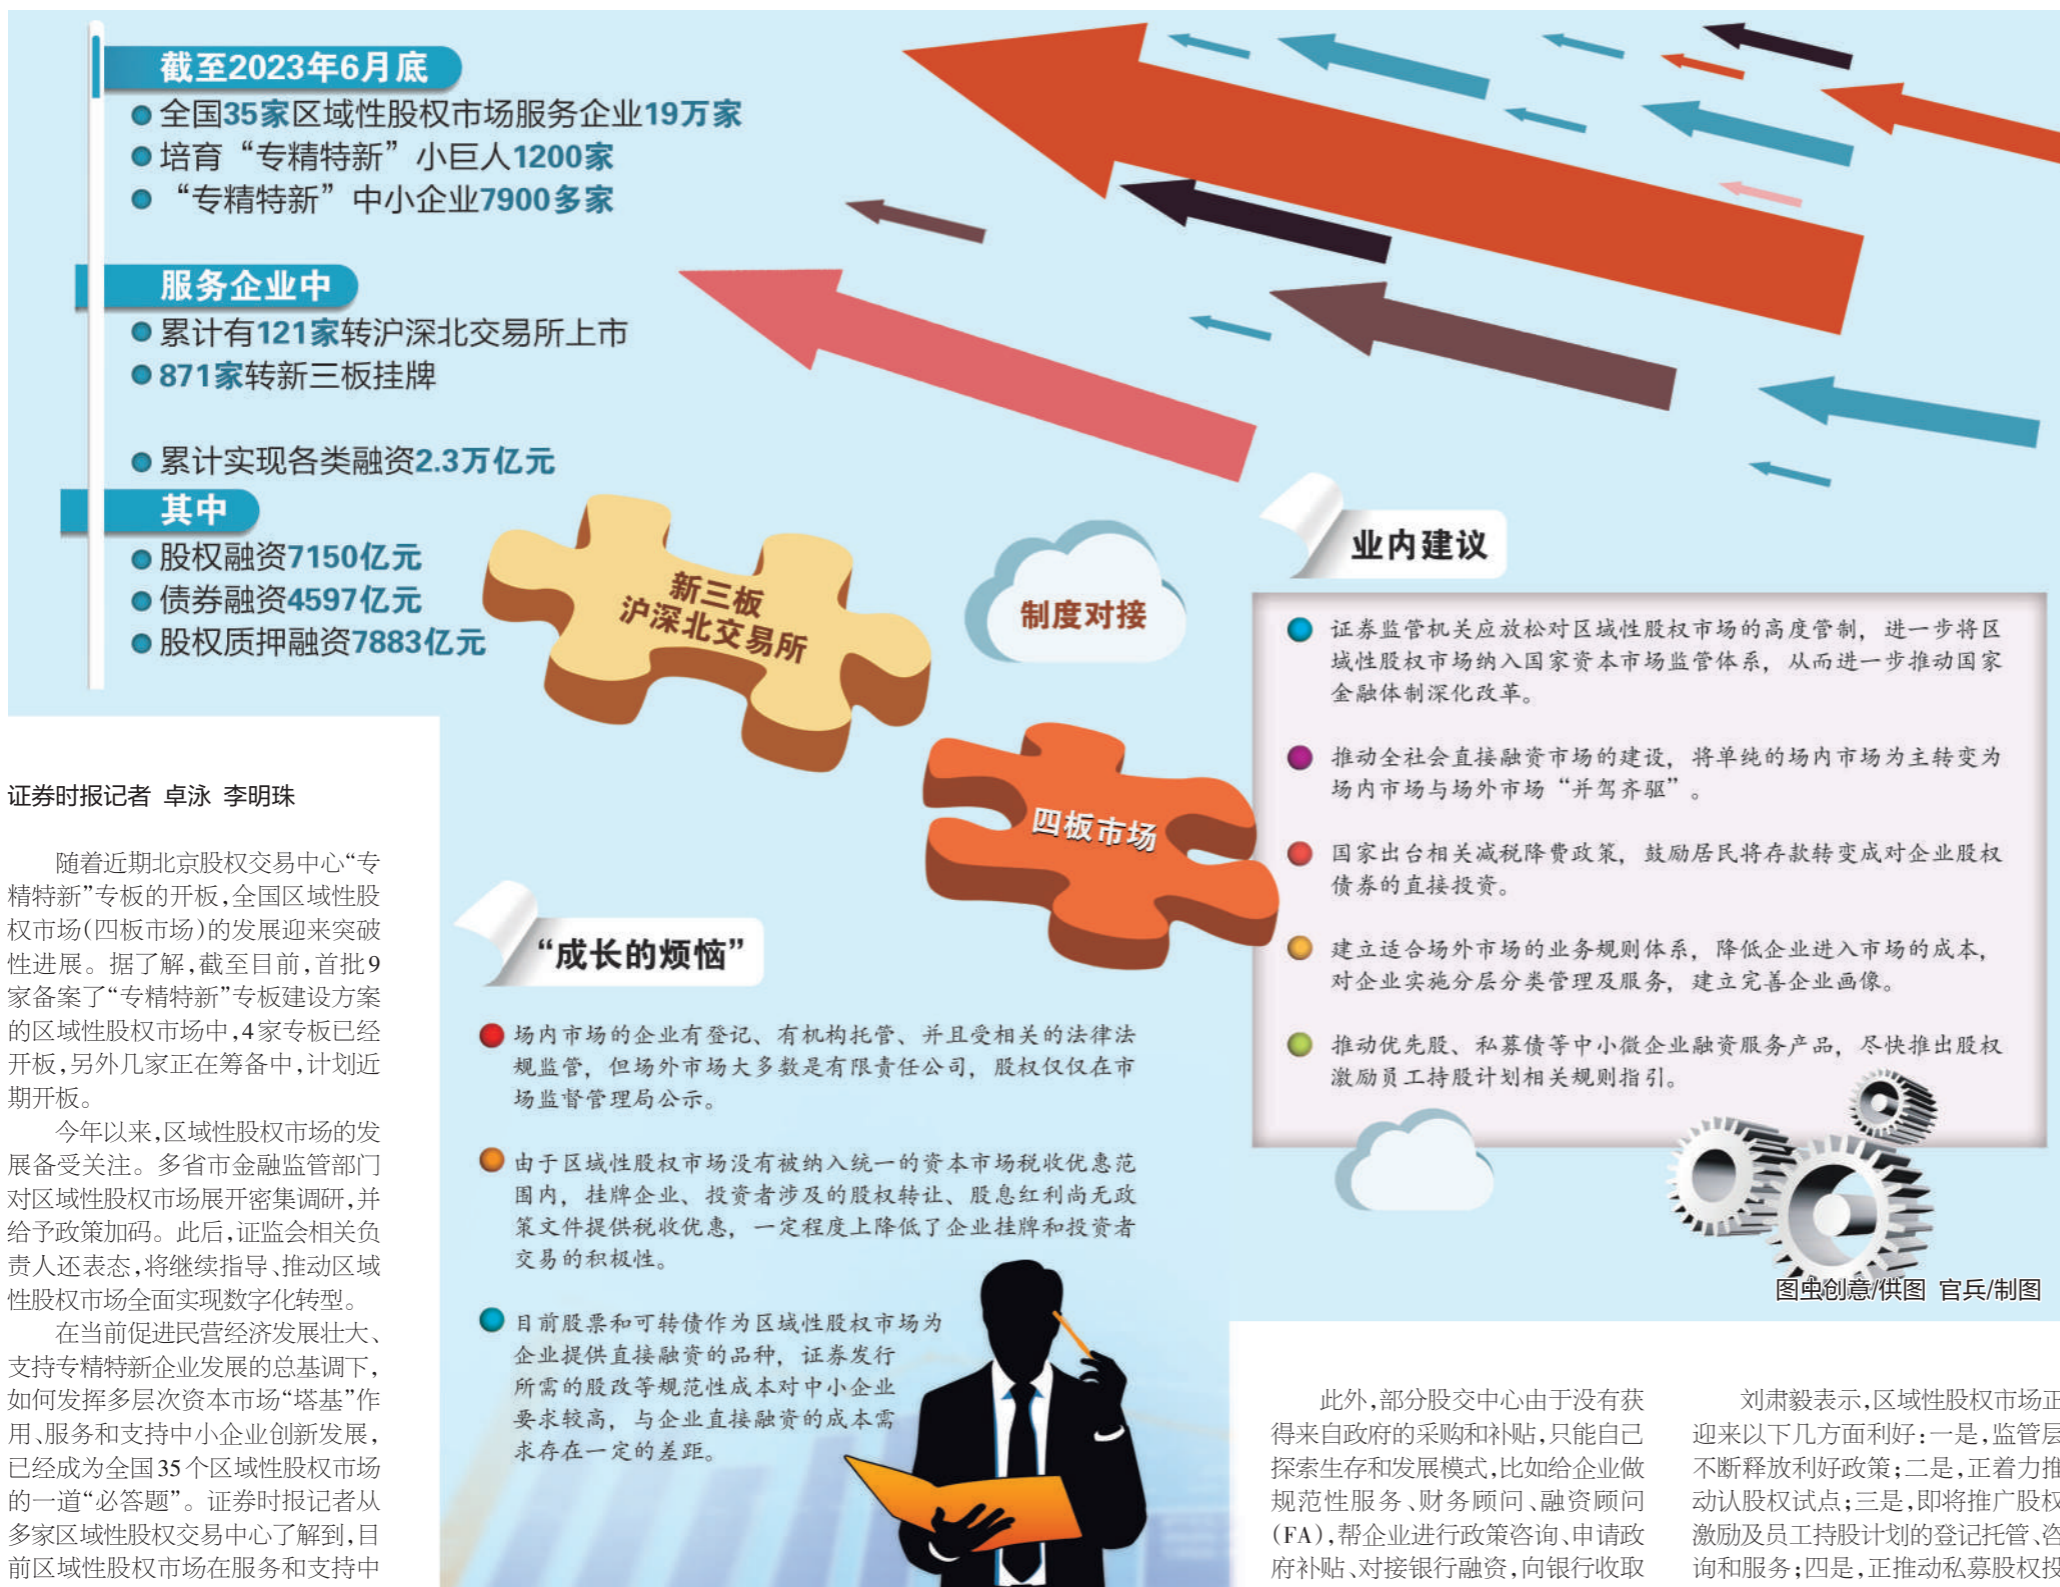 截至2023年6月底
全国35家区域性股权市场服务企业19万家
培育“专精特新”小巨人1200家
“专精特新”中小企业7900多家
服务企业中
累计有121家转沪深北交易所上市
871家转新三板挂牌
累计实现各类融资2.3万亿元
其中
股权融资7150亿元
债券融资4597亿元
股权质押融资7883亿元
新三板
沪深北交易所
制度对接
四板市场
业内建议
证券监管机关应放松对区域性股权市场的高度管制，进一步将区
域性股权市场纳入国家资本市场监管体系，从而进一步推动国家
金融体制深化改革。
推动全社会直接融资市场的建设，将单纯的场内市场为主转变为
场内市场与场外市场“并驾齐驱”。
国家出台相关减税降费政策，鼓励居民将存款转变成对企业股权
债券的直接投资。
建立适合场外市场的业务规则体系，降低企业进入市场的成本，
对企业实施分层分类管理及服务，建立完善企业画像。
推动优先股、私募债等中小微企业融资服务产品，尽快推出股权
激励员工持股计划相关规则指引。
图虫创意/供图 官兵/制图
“成长的烦恼”
场内市场的企业有登记、有机构托管、并且受相关的法律法
规监管，但场外市场大多数是有限责任公司，股权仅仅在市
场监督管理局公示。
由于区域性股权市场没有被纳入统一的资本市场税收优惠范
围内，挂牌企业、投资者涉及的股权转让、股息红利尚无政
策文件提供税收优惠，一定程度上降低了企业挂牌和投资者
交易的积极性。
目前股票和可转债作为区域性股权市场为
企业提供直接融资的品种，证券发行
所需的股改等规范性成本对中小企业
要求较高，与企业直接融资的成本需
求存在一定的差距。
证券时报记者 卓泳 李明珠
随着近期北京股权交易中心“专
精特新”专板的开板，全国区域性股
权市场（四板市场）的发展迎来突破
性进展。据了解，截至目前，首批9
家备案了“专精特新”专板建设方案
的区域性股权市场中，4家专板已经
开板，另外几家正在筹备中，计划近
期开板。
今年以来，区域性股权市场的发
展备受关注。多省市金融监管部门
对区域性股权市场展开密集调研，并
给予政策加码。此后，证监会相关负
责人还表态，将继续指导、推动区域
性股权市场全面实现数字化转型。
在当前促进民营经济发展壮大、
支持专精特新企业发展的总基调下，
如何发挥多层次资本市场“塔基”作
用、服务和支持中小企业创新发展，
已经成为全国35个区域性股权市场
的一道“必答题”。证券时报记者从
多家区域性股权交易中心了解到，目
前区域性股权市场在服务和支持中
此外，部分股交中心由于没有获
得来自政府的采购和补贴，只能自己
探索生存和发展模式，比如给企业做
规范性服务、财务顾问、融资顾问
（FA），帮企业进行政策咨询、申请政
府补贴、对接银行融资，向银行收取
刘肃毅表示，区域性股权市场正
迎来以下几方面利好：一是，监管层
不断释放利好政策；二是，正着力推
动认股权试点；三是，即将推广股权
激励及员工持股计划的登记托管、咨
询和服务；四是，正推动私募股权投